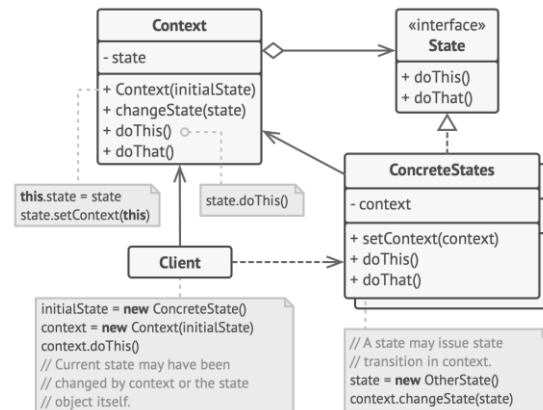 Context
- state
+ Context(initialState)
+ changeState(state)
+ doThis()
+ doThat()
«interface»
State
+ doThis()
+ doThat()
this.state = state
state.setContext(this)
state.doThis()
ConcreteStates
- context
+ setContext(context)
+ doThis()
+ doThat()
Client
initialState = new ConcreteState()
context = new Context(initialState)
context.doThis()
// Current state may have been
// changed by context or the state
// object itself.
// A state may issue state
// transition in context.
state = new OtherState()
context.changeState(state)